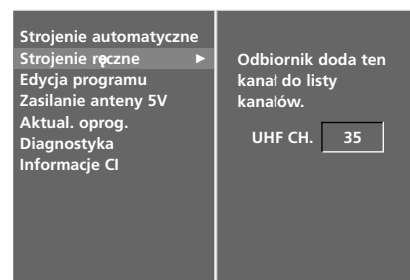 Strojenie automatyczne
Strojenie ręczne ►
Edycja programu
Zasilanie anteny 5V
Aktual. oprog.
Diagnostyka
Informacje CI
Odbiornik doda ten
kanał do listy
kanałów.
UHF CH. 35